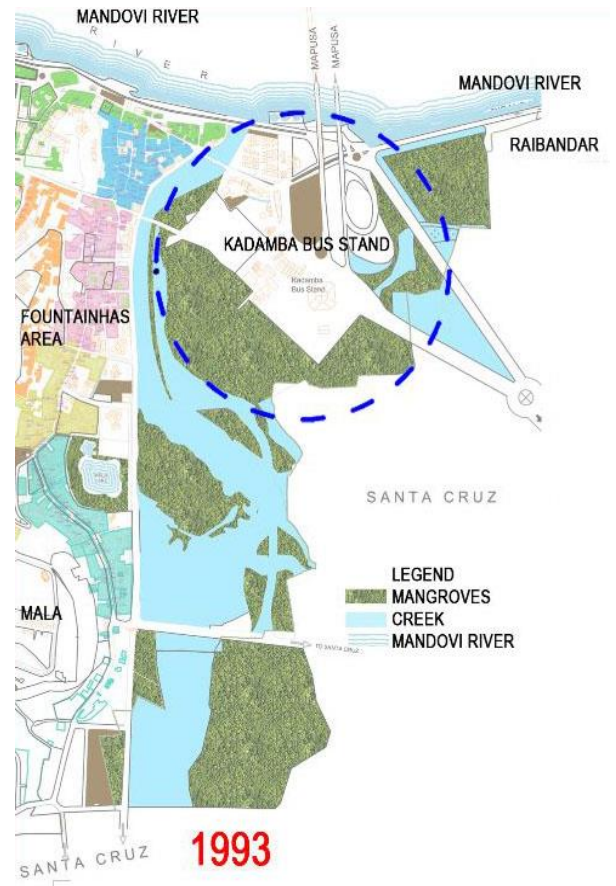 MANDOVI RIVER
RIVER
MAPUSA
MAPUSA
MANDOVI RIVER
RAIBANDAR
KADAMBA BUS STAND
Kadamba
Bus Stand
FOUNTAINHAS
AREA
SANTA CRUZ
LEGEND
MANGROVES
CREEK
MANDOVI RIVER
MALA
TO SANTA CRUZ
1993
SANTA CRUZ